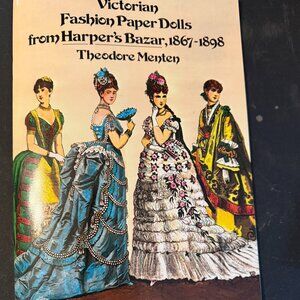 Victorian
Fashion Paper Dolls
from Harper's Bazar, 1867-1898
Theodore Menten